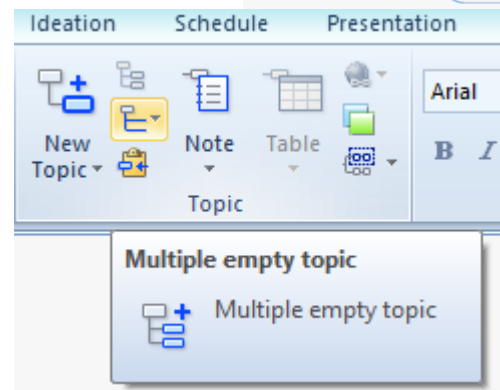 Ideation Schedule Presentation
New Topic
Note
Table
Arial
B I
Topic
Multiple empty topic
Multiple empty topic